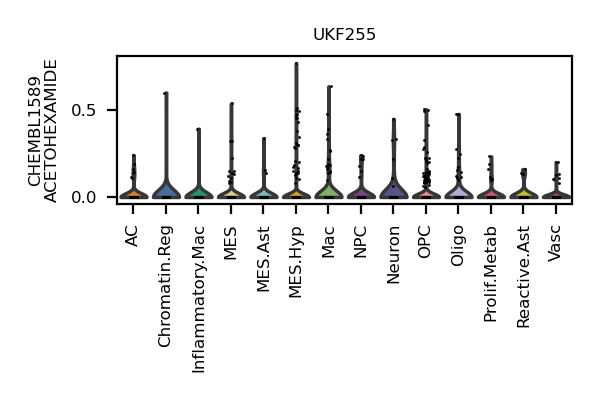 UKF255
CHEMBL1589
ACETOHEXAMIDE
0.5
0.0
AC
Chromatin.Reg
Inflammatory.Mac
MES
MES.Ast
MES.Hyp
Mac
NPC
Neuron
OPC
Oligo
Prolif.Metab
Reactive.Ast
Vasc